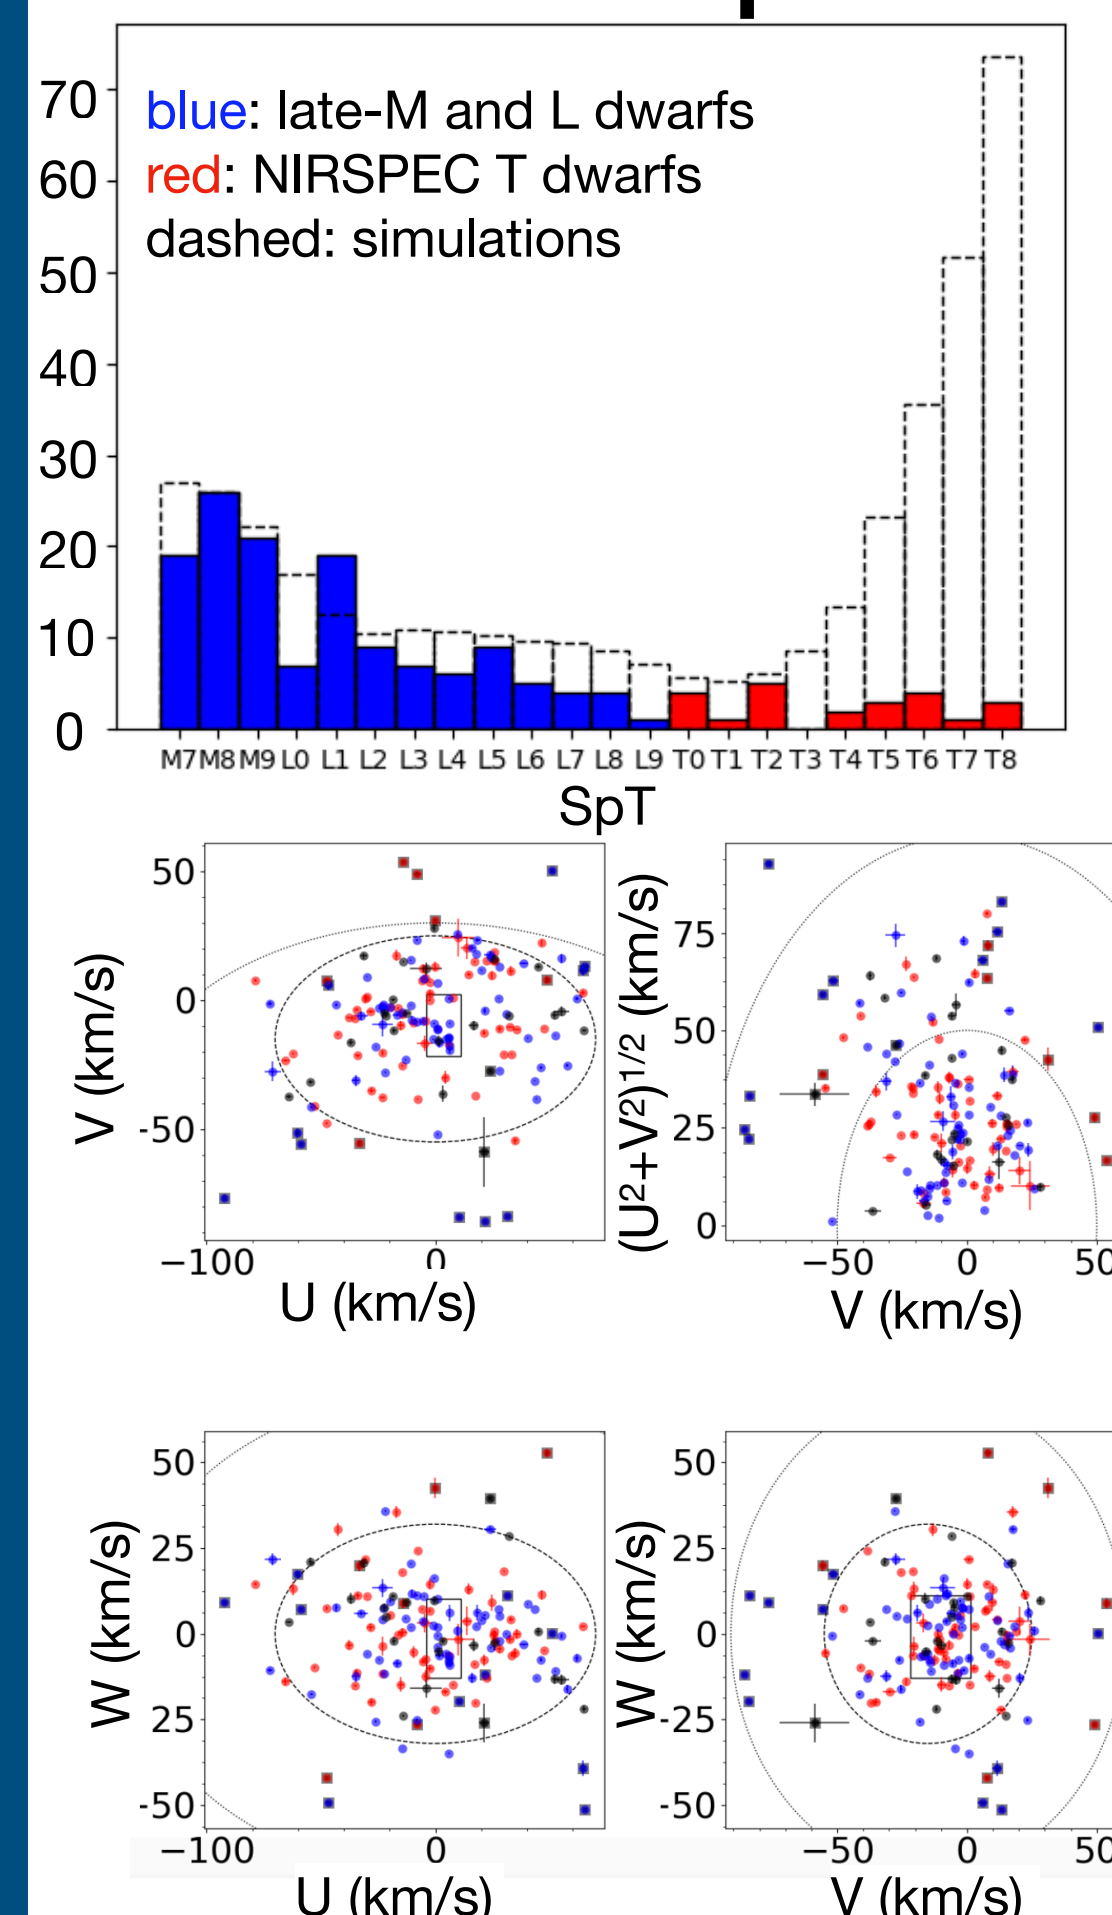 70
blue: late-M and L dwarfs
60
red: NIRSPEC T dwarfs
dashed: simulations
50
40
30
20
10
0
M7 M8 M9 L0 L1 L2 L3 L4 L5 L6 L7 L8 L9 T0 T1 T2 T3 T4 T5 T6 T7 T8
SpT
V (km/s)
50
0
-50
−100 0
U (km/s)
(U²+V²)¹/² (km/s)
75
50
25
0
−50 0 50
V (km/s)
W (km/s)
50
25
0
25
-50
−100 0
U (km/s)
W (km/s)
50
25
0
-25
-50
−50 0 50
V (km/s)